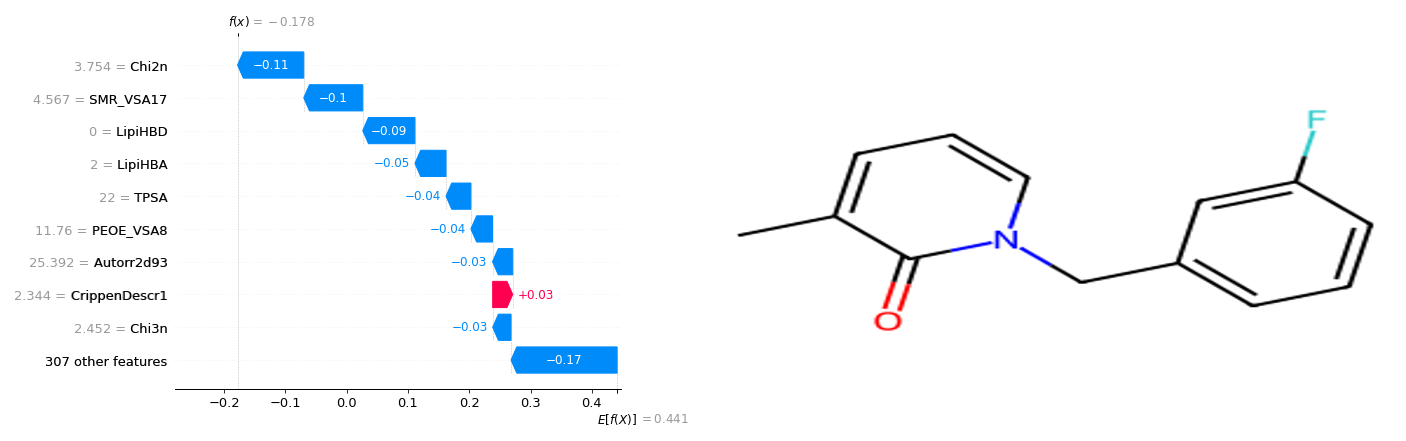 f(x) = −0.178
3.754 = Chi2n −0.11
4.567 = SMR_VSA17 −0.1
0 = LipiHBD −0.09
2 = LipiHBA −0.05
22 = TPSA −0.04
11.76 = PEOE_VSA8 −0.04
25.392 = Autorr2d93 −0.03
2.344 = CrippenDescr1 +0.03
2.452 = Chi3n −0.03
307 other features −0.17
−0.2 −0.1 0.0 0.1 0.2 0.3 0.4
E[f(X)] = 0.441
F
N
O